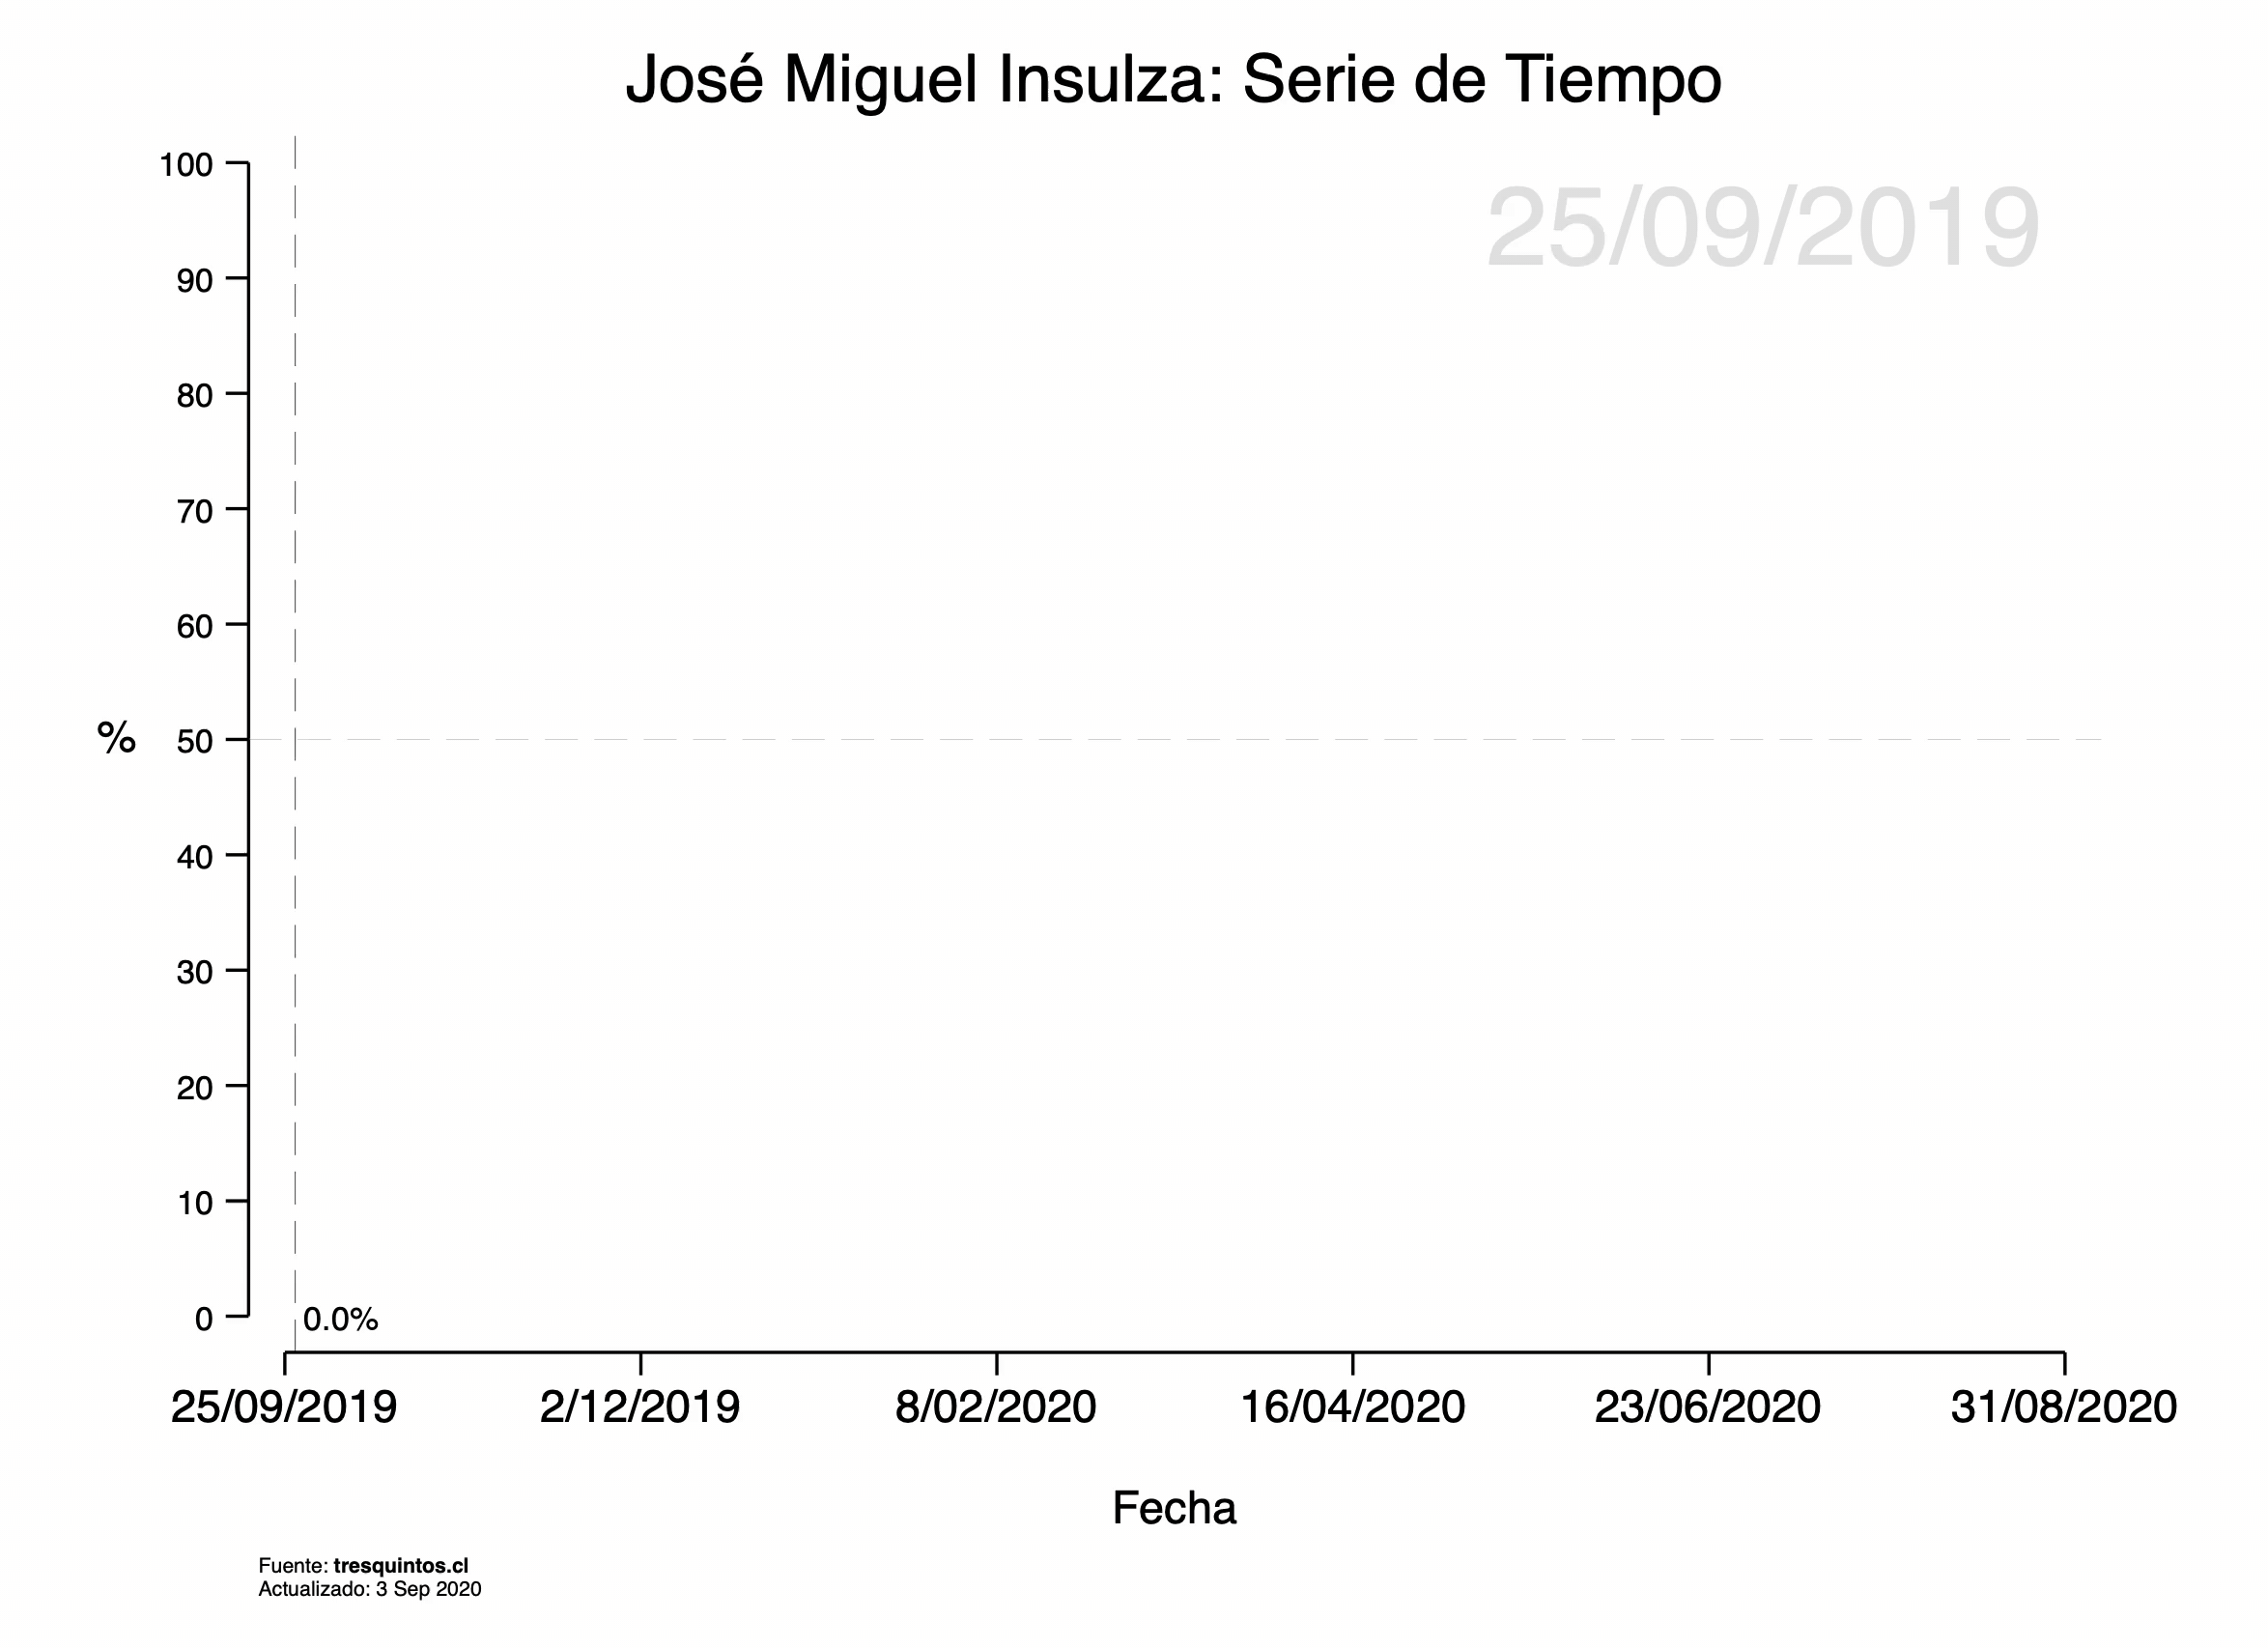 José Miguel Insulza: Serie de Tiempo
25/09/2019
100
90
80
70
60
% 50
40
30
20
10
0 0.0%
25/09/2019 2/12/2019 8/02/2020 16/04/2020 23/06/2020 31/08/2020
Fecha
Fuente: tresquintos.cl
Actualizado: 3 Sep 2020